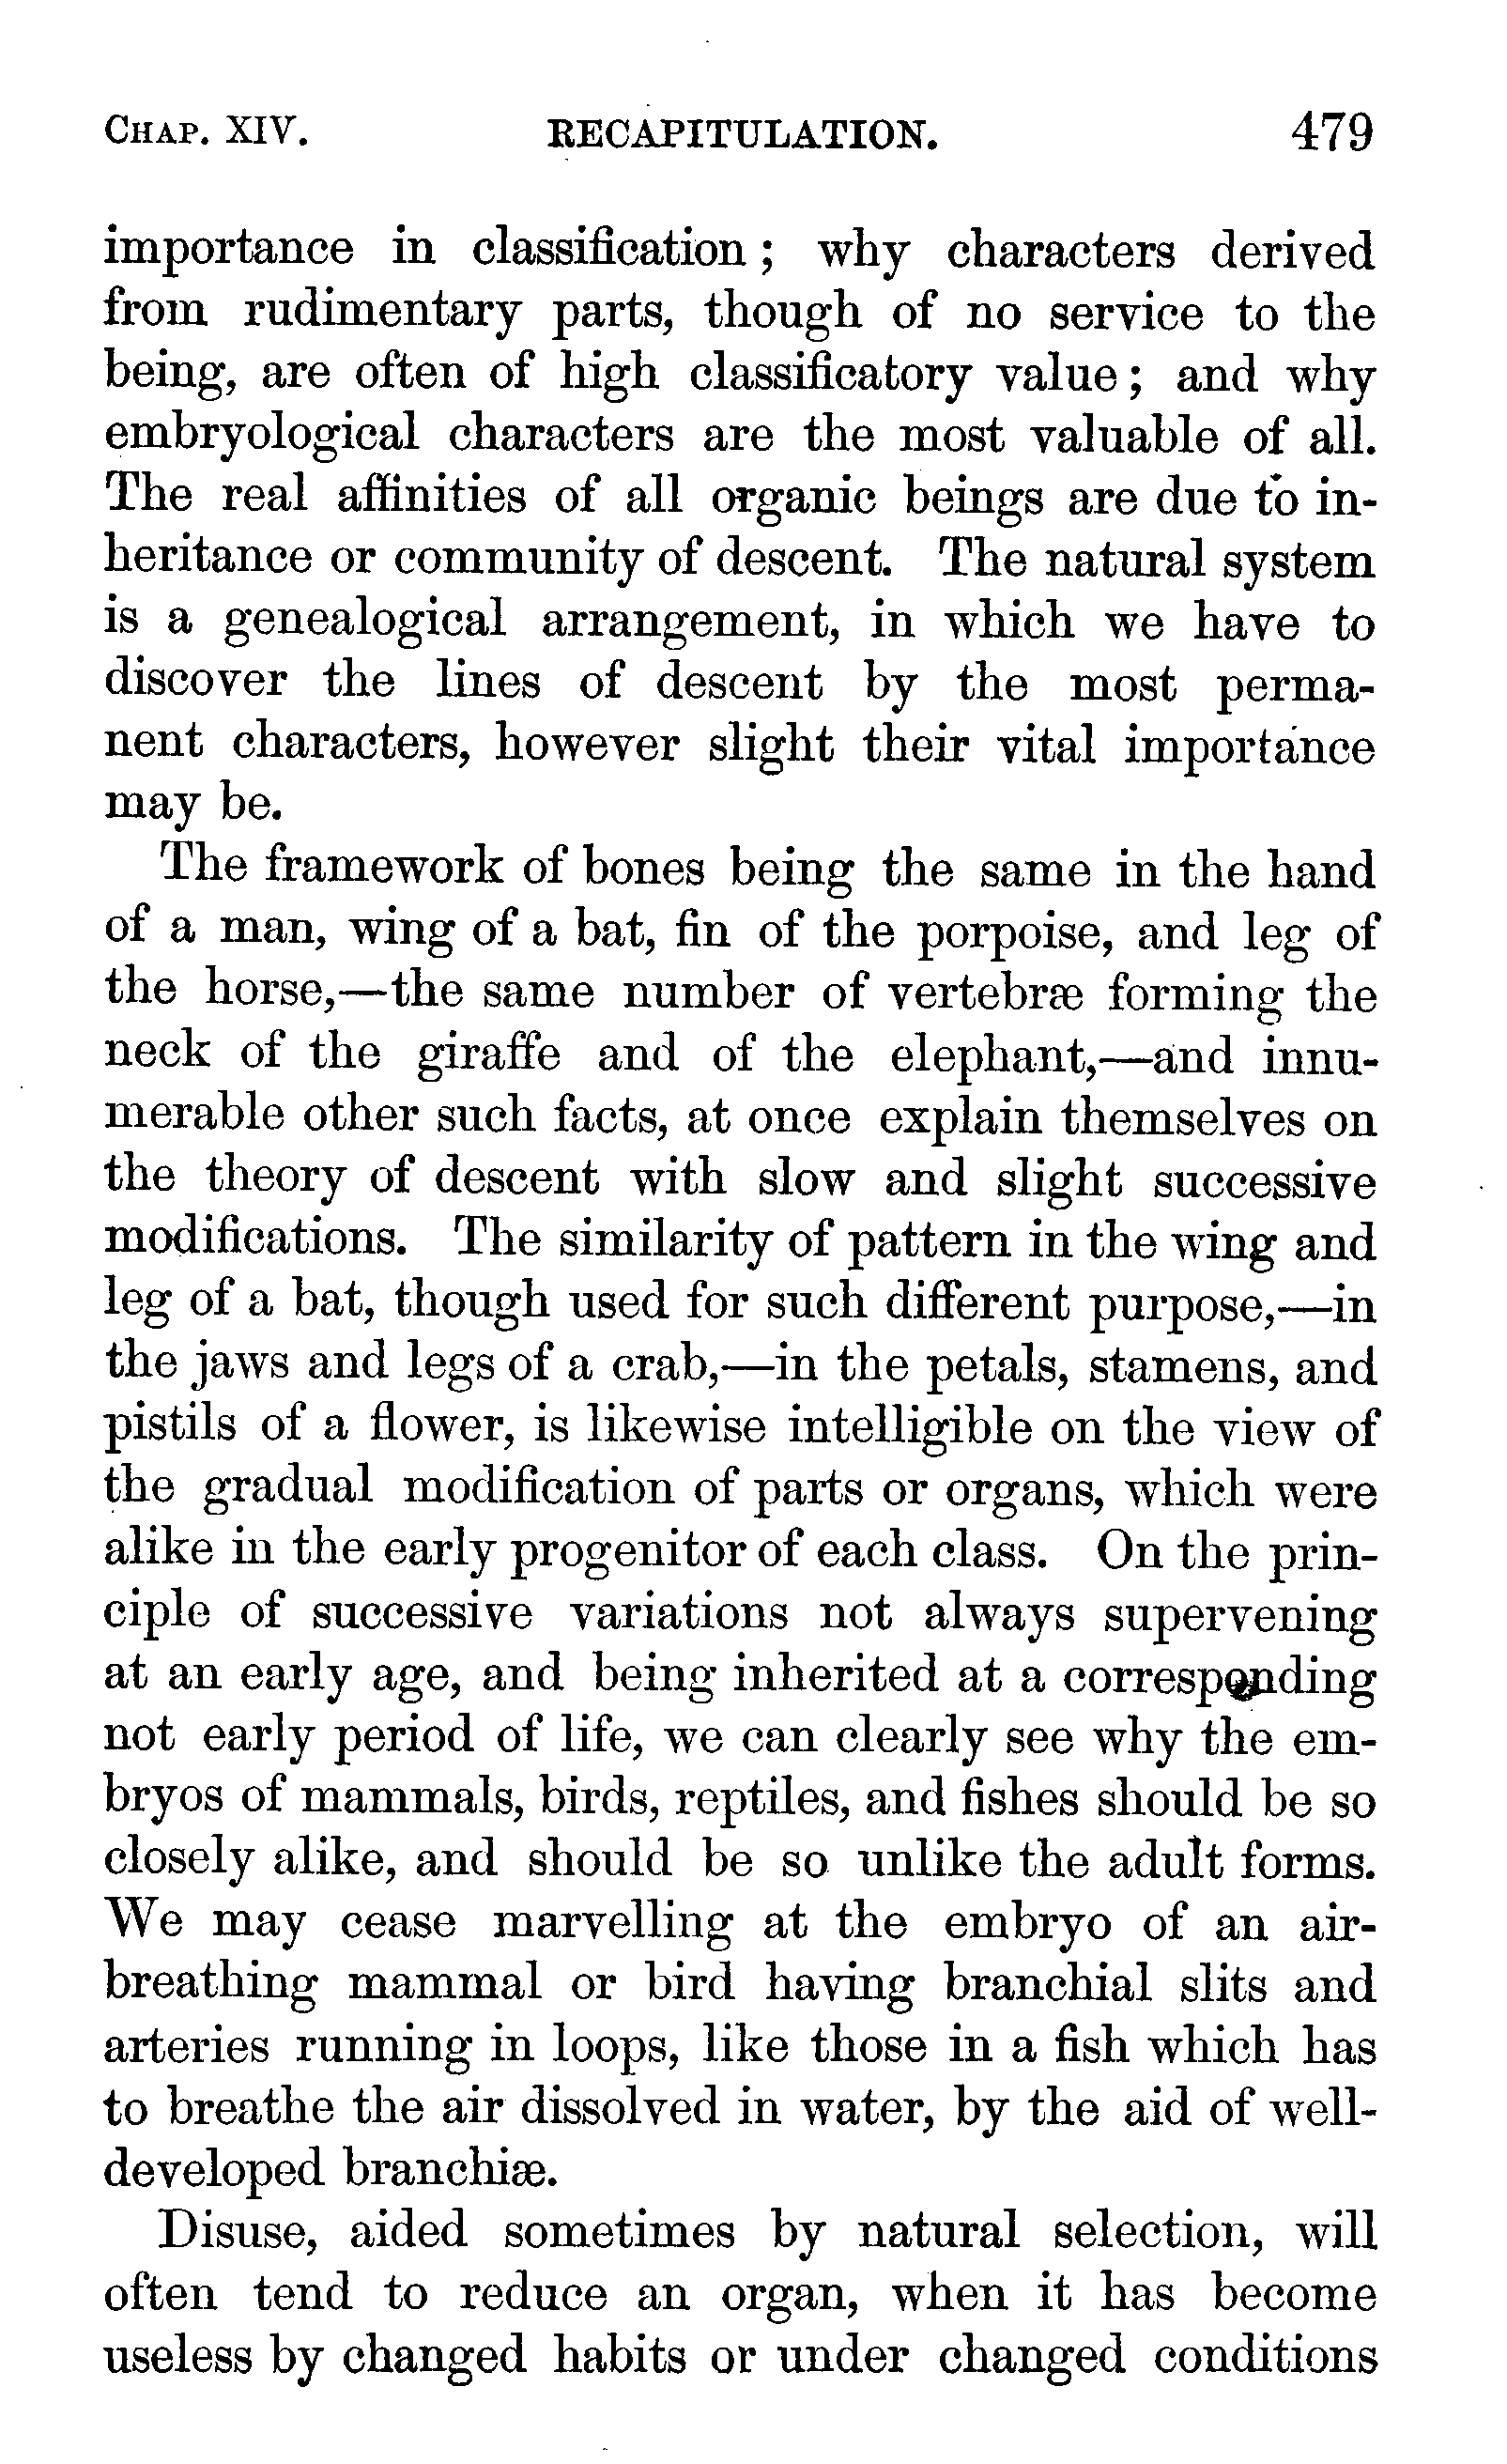 CHAP. XIV. RECAPITULATION. 479
importance in classification; why characters derived
from rudimentary parts, though of no service to the
being, are often of high classificatory value; and why
embryological characters are the most valuable of all.
The real affinities of all organic beings are due to in-
heritance or community of descent. The natural system
is a genealogical arrangement, in which we have to
discover the lines of descent by the most perma-
nent characters, however slight their vital importance
may be.
The framework of bones being the same in the hand
of a man, wing of a bat, fin of the porpoise, and leg of
the horse,—the same number of vertebræ forming the
neck of the giraffe and of the elephant,—and innu-
merable other such facts, at once explain themselves on
the theory of descent with slow and slight successive
modifications. The similarity of pattern in the wing and
leg of a bat, though used for such different purpose,—in
the jaws and legs of a crab,—in the petals, stamens, and
pistils of a flower, is likewise intelligible on the view of
the gradual modification of parts or organs, which were
alike in the early progenitor of each class. On the prin-
ciple of successive variations not always supervening
at an early age, and being inherited at a corresponding
not early period of life, we can clearly see why the em-
bryos of mammals, birds, reptiles, and fishes should be so
closely alike, and should be so unlike the adult forms.
We may cease marvelling at the embryo of an air-
breathing mammal or bird having branchial slits and
arteries running in loops, like those in a fish which has
to breathe the air dissolved in water, by the aid of well-
developed branchiæ.
Disuse, aided sometimes by natural selection, will
often tend to reduce an organ, when it has become
useless by changed habits or under changed conditions